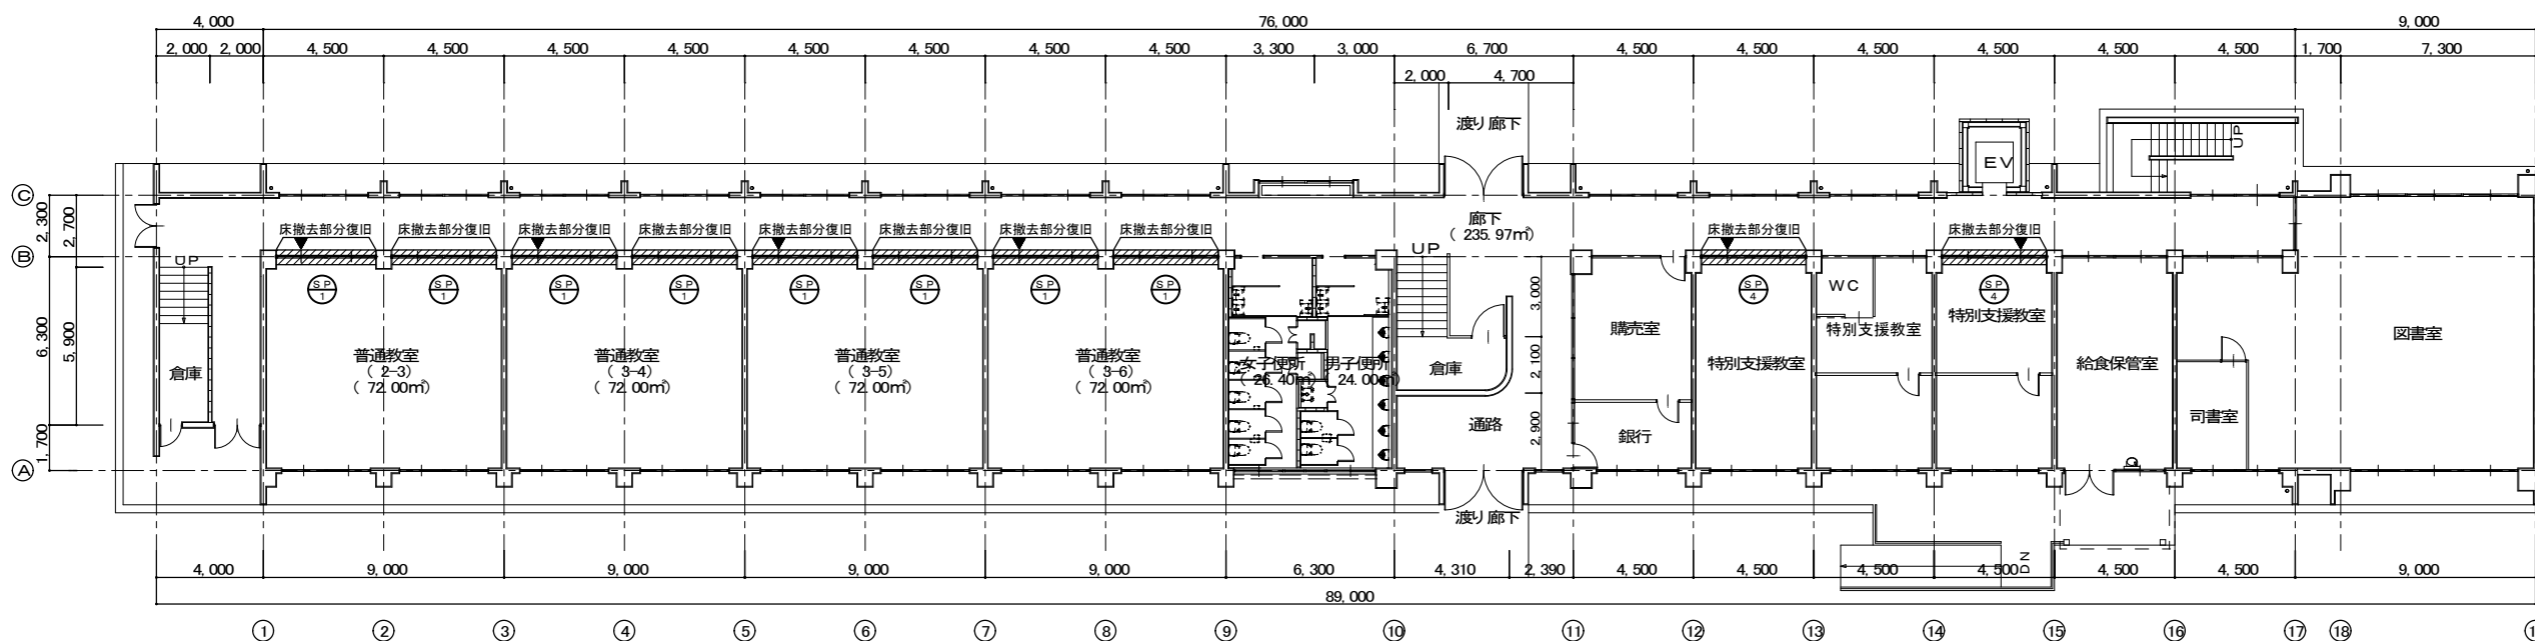 4,000 76,000 9,000
2,000 2,000 4,500 4,500 4,500 4,500 4,500 4,500 4,500 4,500 3,300 3,000 6,700 4,500 4,500 4,500 4,500 4,500 4,500 1,700 7,300
2,000 4,700
渡り廊下
UP
EV
Ⓒ
2,300 2,700
廊下
(235.97㎡)
床撤去部分復旧 床撤去部分復旧 床撤去部分復旧 床撤去部分復旧 床撤去部分復旧 床撤去部分復旧 床撤去部分復旧 床撤去部分復旧 床撤去部分復旧 床撤去部分復旧
Ⓑ
UP UP
SP 1 SP 1 SP 1 SP 1 SP 1 SP 1 SP 1 SP 1 SP 4 SP 4
WC
3,000
6,300 5,900
購売室 特別支援教室 特別支援教室
図書室
普通教室 普通教室 普通教室 普通教室
(2-3) (3-4) (3-5) (3-6)
(72.00㎡) (72.00㎡) (72.00㎡) (72.00㎡)
倉庫
女子便所 男子便所
(26.40㎡) 24.00㎡)
倉庫 2,100
特別支援教室 給食保管室
司書室
1,700
通路 2,900 銀行
Ⓐ
渡り廊下
DN
4,000 9,000 9,000 9,000 9,000 6,300 4,310 2,390 4,500 4,500 4,500 4,500 4,500 4,500 9,000
89,000
① ② ③ ④ ⑤ ⑥ ⑦ ⑧ ⑨ ⑩ ⑪ ⑫ ⑬ ⑭ ⑮ ⑯ ⑰ ⑱